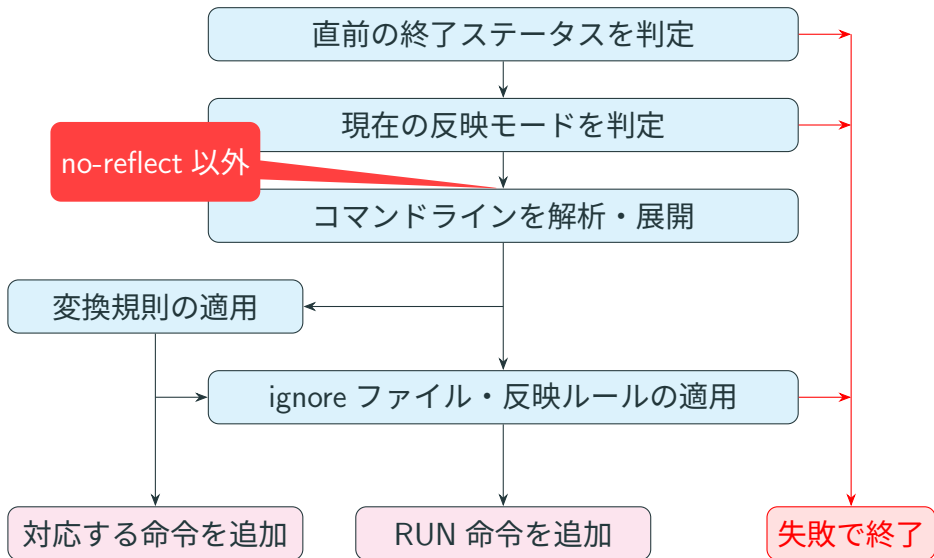 直前の終了ステータスを判定
現在の反映モードを判定
no-reflect 以外
コマンドラインを解析・展開
変換規則の適用
ignore ファイル・反映ルールの適用
対応する命令を追加
RUN 命令を追加
失敗で終了